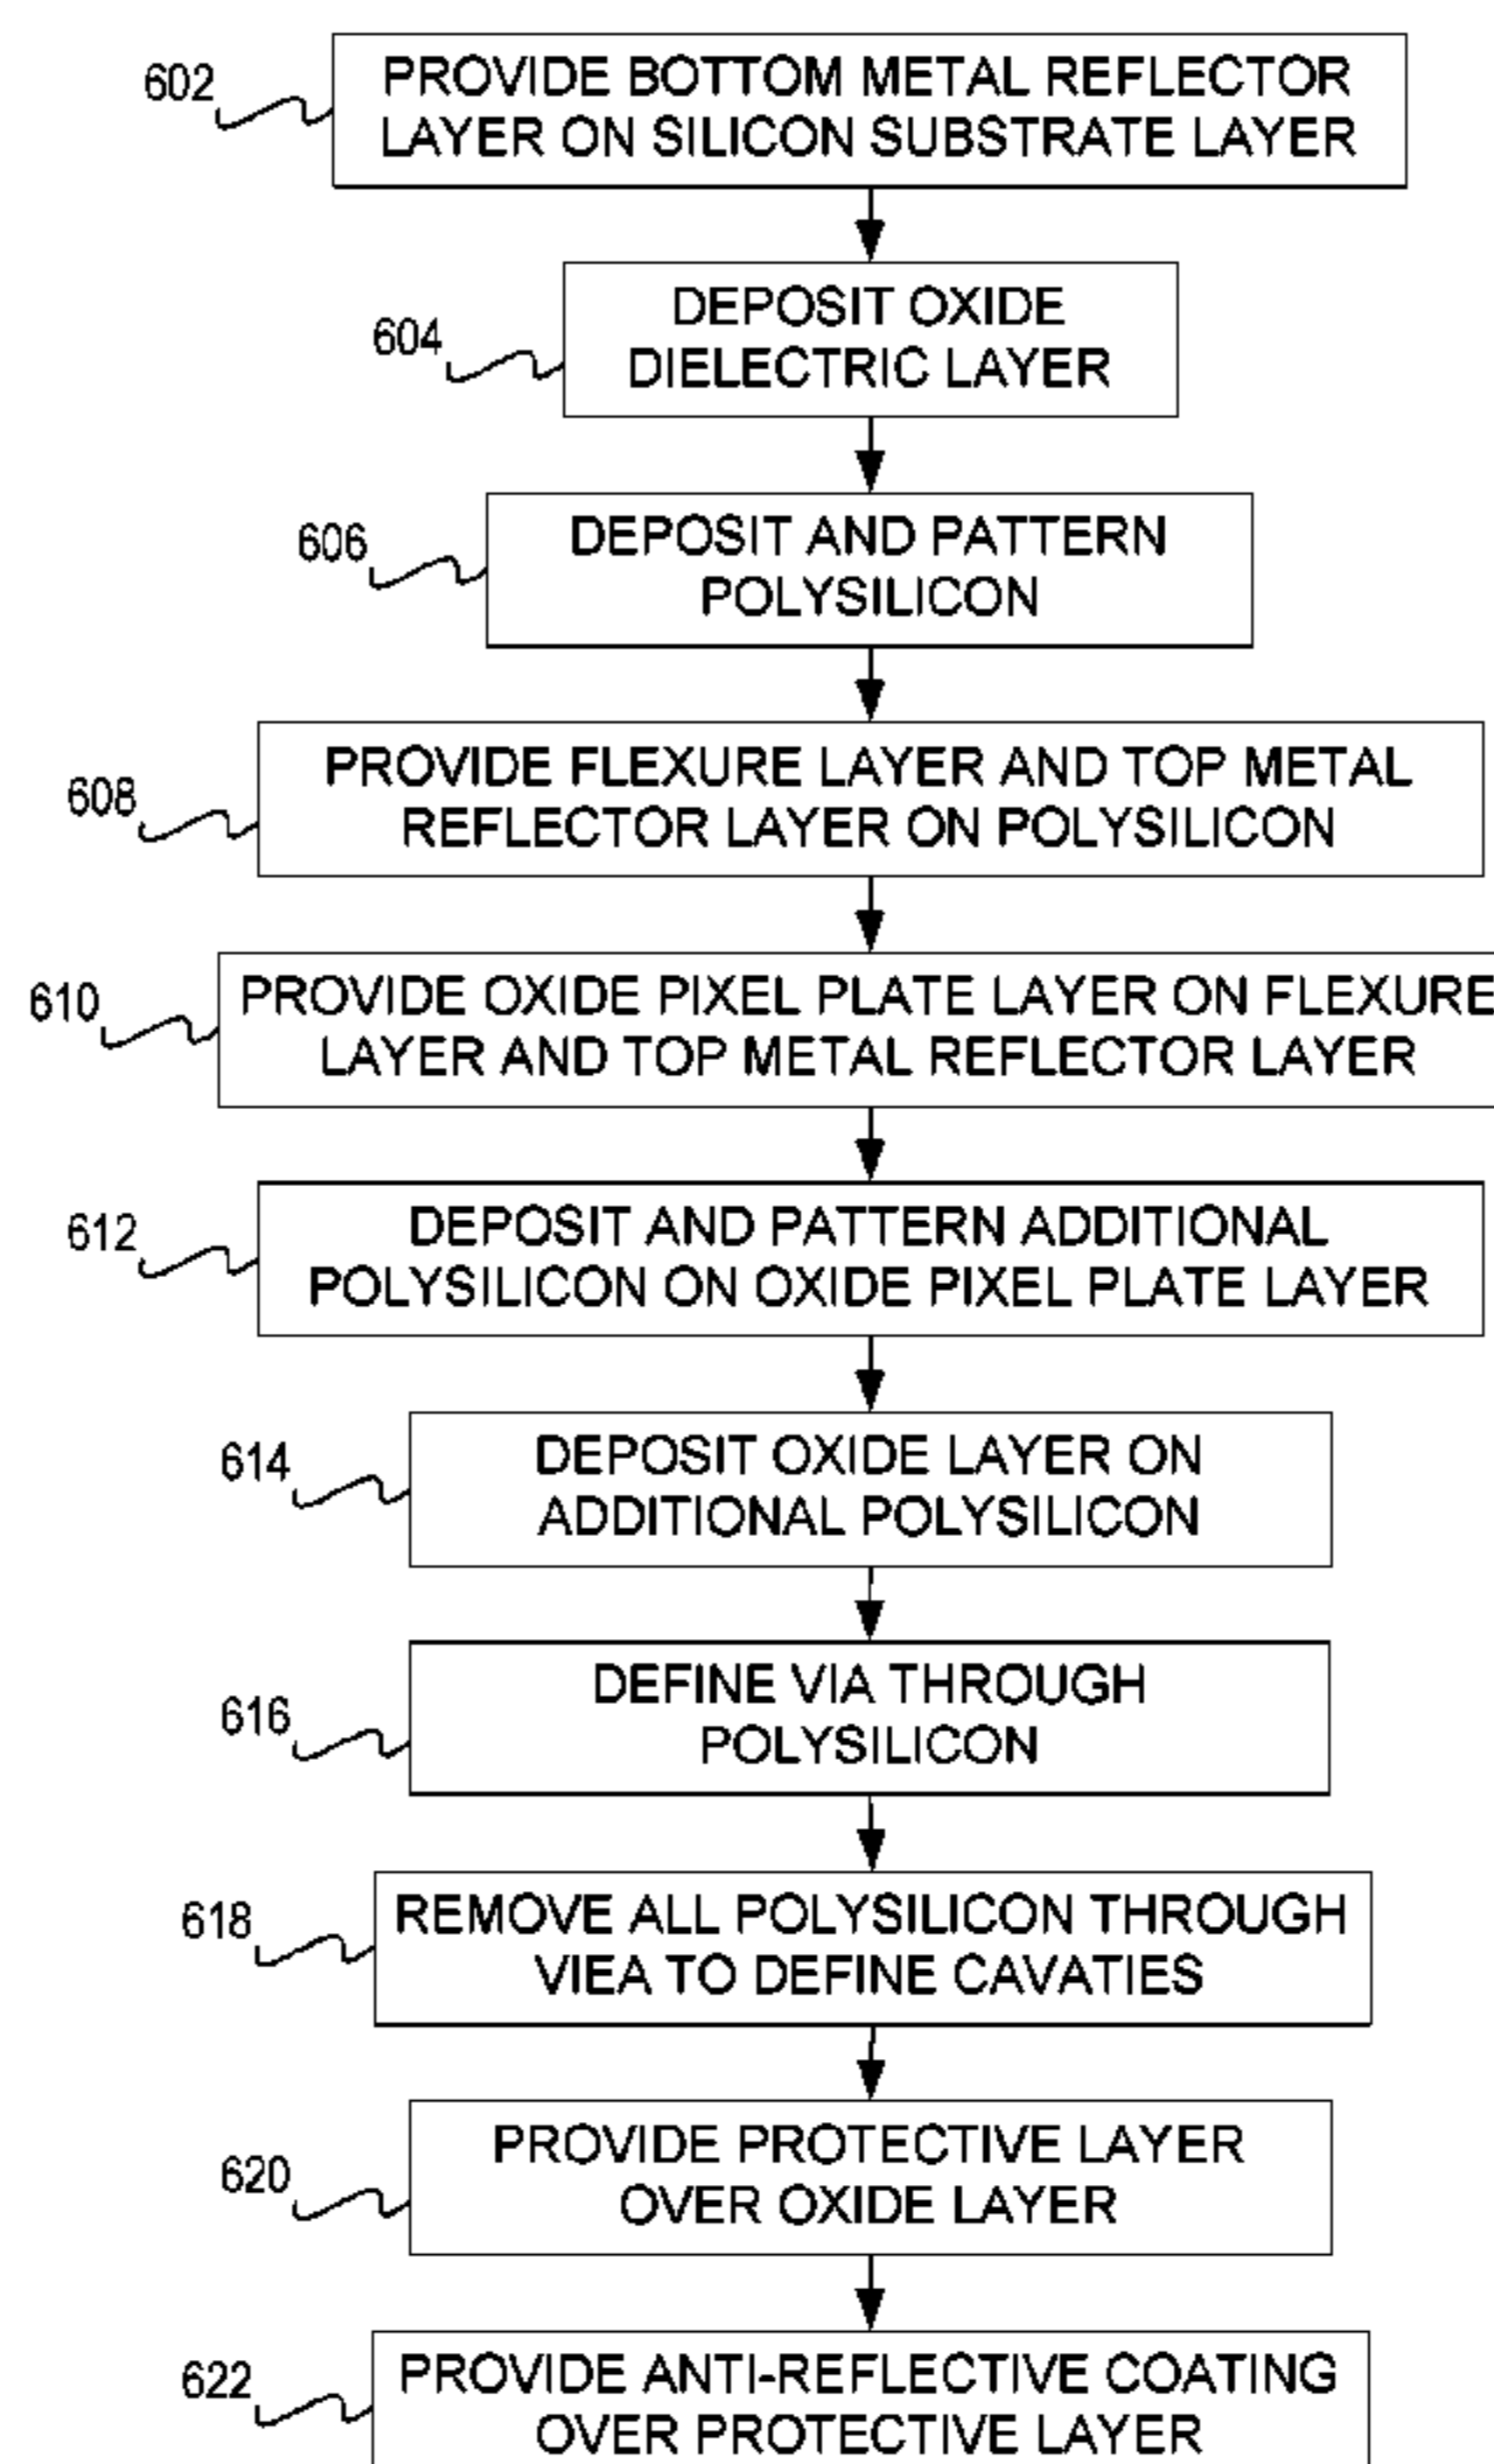 602
PROVIDE BOTTOM METAL REFLECTOR
LAYER ON SILICON SUBSTRATE LAYER
604
DEPOSIT OXIDE
DIELECTRIC LAYER
606
DEPOSIT AND PATTERN
POLYSILICON
608
PROVIDE FLEXURE LAYER AND TOP METAL
REFLECTOR LAYER ON POLYSILICON
610
PROVIDE OXIDE PIXEL PLATE LAYER ON FLEXURE
LAYER AND TOP METAL REFLECTOR LAYER
612
DEPOSIT AND PATTERN ADDITIONAL
POLYSILICON ON OXIDE PIXEL PLATE LAYER
614
DEPOSIT OXIDE LAYER ON
ADDITIONAL POLYSILICON
616
DEFINE VIA THROUGH
POLYSILICON
618
REMOVE ALL POLYSILICON THROUGH
VIEA TO DEFINE CAVATIES
620
PROVIDE PROTECTIVE LAYER
OVER OXIDE LAYER
622
PROVIDE ANTI-REFLECTIVE COATING
OVER PROTECTIVE LAYER